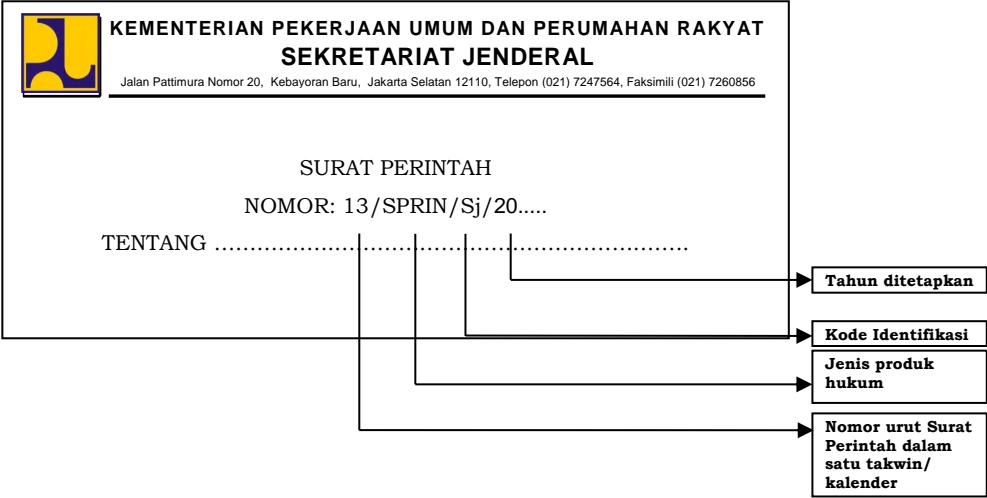 KEMENTERIAN PEKERJAAN UMUM DAN PERUMAHAN RAKYAT
SEKRETARIAT JENDERAL
Jalan Pattimura Nomor 20, Kebayoran Baru, Jakarta Selatan 12110, Telepon (021) 7247564, Faksimili (021) 7260856
SURAT PERINTAH
NOMOR: 13/SPRIN/Sj/20.....
TENTANG ..................................................................
Tahun ditetapkan
Kode Identifikasi
Jenis produk
hukum
Nomor urut Surat
Perintah dalam
satu takwin/
kalender